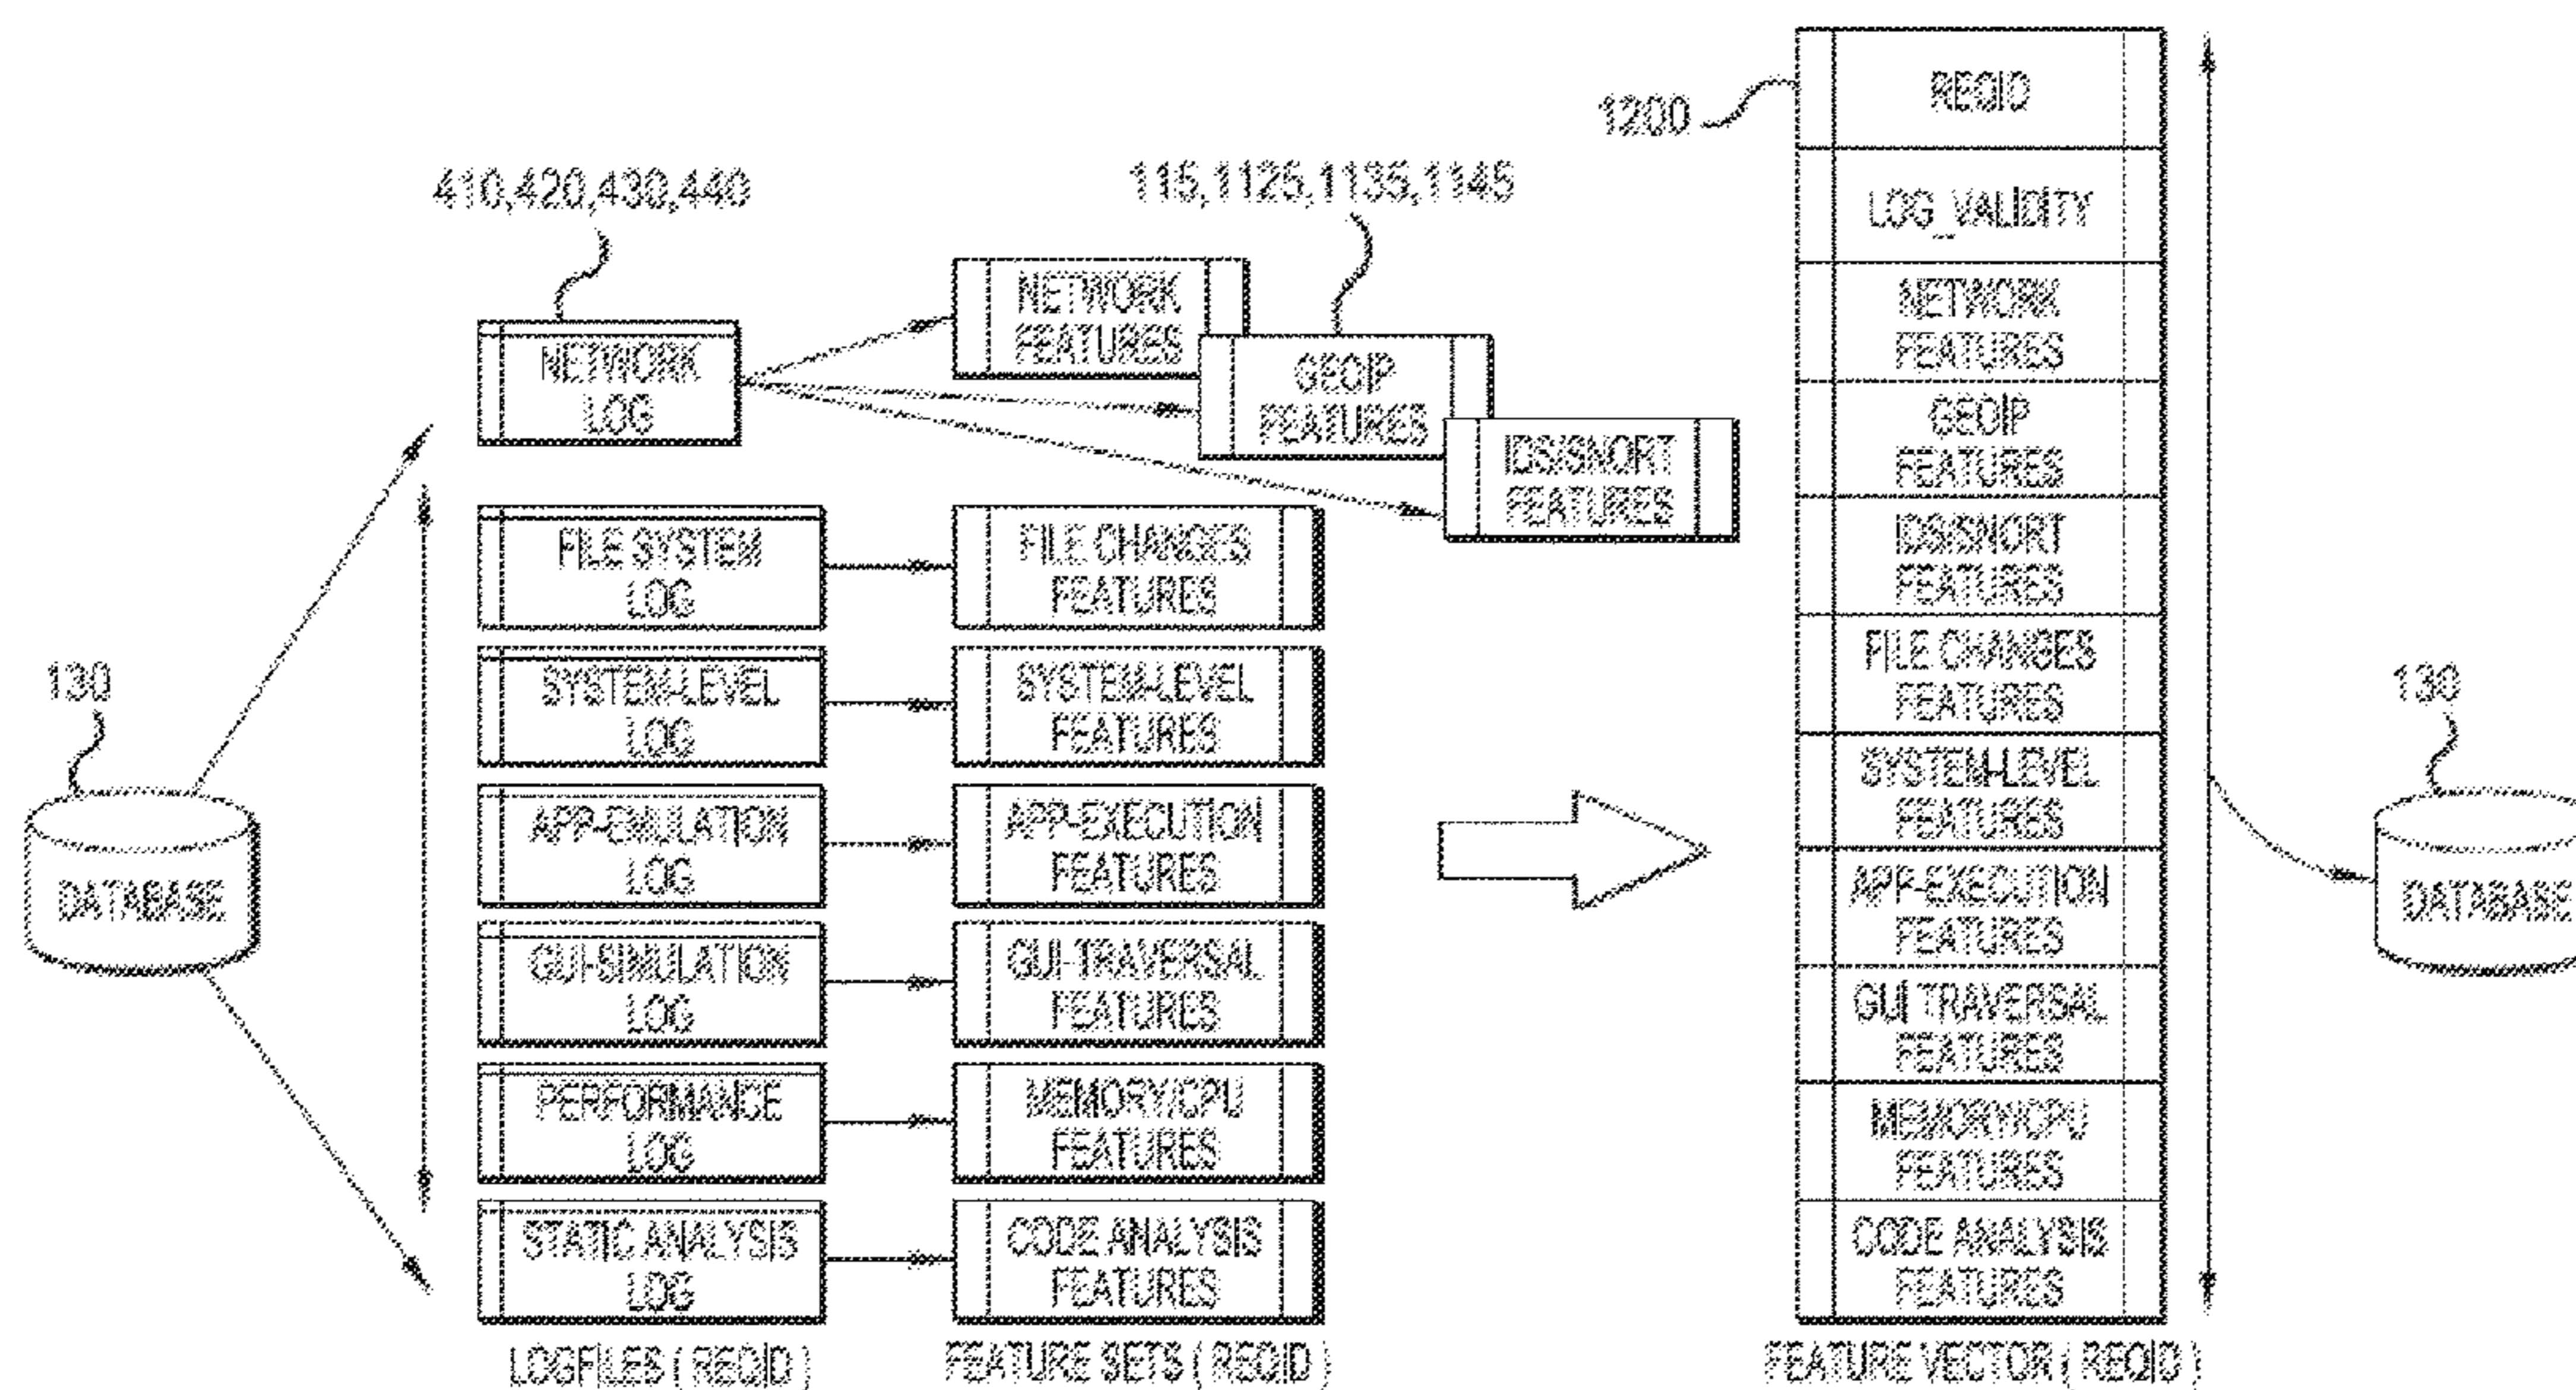 130
DATABASE
410,420,430,440
NETWORK
LOG
FILE SYSTEM
LOG
SYSTEM-LEVEL
LOG
APP-EMULATION
LOG
GUI-SIMULATION
LOG
PERFORMANCE
LOG
STATIC ANALYSIS
LOG
LOGFILES ( REQID )
115,1125,1135,1145
NETWORK
FEATURES
GEOIP
FEATURES
IDS/SNORT
FEATURES
FILE CHANGES
FEATURES
SYSTEM-LEVEL
FEATURES
APP-EXECUTION
FEATURES
GUI-TRAVERSAL
FEATURES
MEMORY/CPU
FEATURES
CODE ANALYSIS
FEATURES
FEATURE SETS ( REQID )
1200
REQID
LOG_VALIDITY
NETWORK
FEATURES
GEOIP
FEATURES
IDS/SNORT
FEATURES
FILE CHANGES
FEATURES
SYSTEM-LEVEL
FEATURES
APP-EXECUTION
FEATURES
GUI TRAVERSAL
FEATURES
MEMORY/CPU
FEATURES
CODE ANALYSIS
FEATURES
FEATURE VECTOR ( REQID )
130
DATABASE